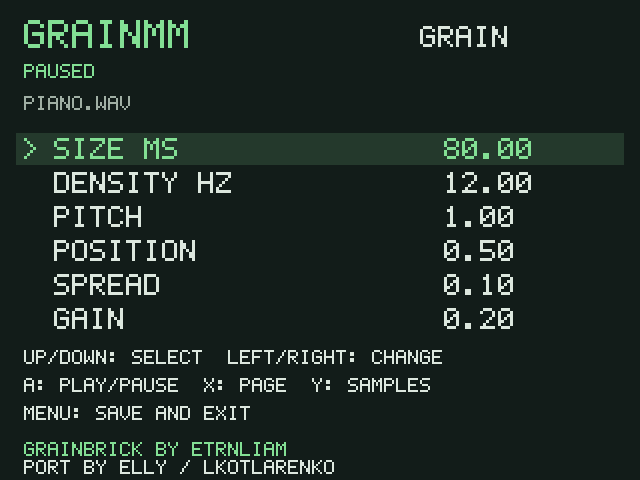 GRAINMM GRAIN
PAUSED
PIANO.WAV
> SIZE MS 80.00
DENSITY HZ 12.00
PITCH 1.00
POSITION 0.50
SPREAD 0.10
GAIN 0.20
UP/DOWN: SELECT LEFT/RIGHT: CHANGE
A: PLAY/PAUSE X: PAGE Y: SAMPLES
MENU: SAVE AND EXIT
GRAINBRICK BY ETRNLIAM
PORT BY ELLY / LKOTLARENKO